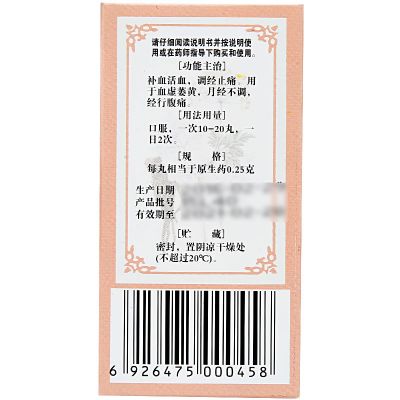 请仔细阅读说明书并按说明使
用或在药师指导下购买和使用。
[功能主治]
补血活血，调经止痛。用
于血虚萎黄，月经不调，
经行腹痛。
[用法用量]
口服，一次10-20丸，一
日2次。
[规 格]
每丸相当于原生药0.25克
生产日期
产品批号
有效期至
[贮 藏]
密封，置阴凉干燥处
(不超过20℃)。
6 926475 000458